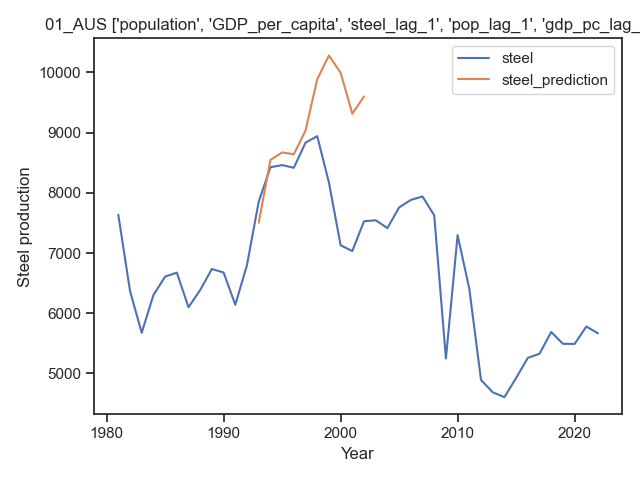 01_AUS ['population', 'GDP_per_capita', 'steel_lag_1', 'pop_lag_1', 'gdp_pc_lag_
steel
steel_prediction
10000
9000
8000
7000
6000
5000
Steel production
1980 1990 2000 2010 2020
Year